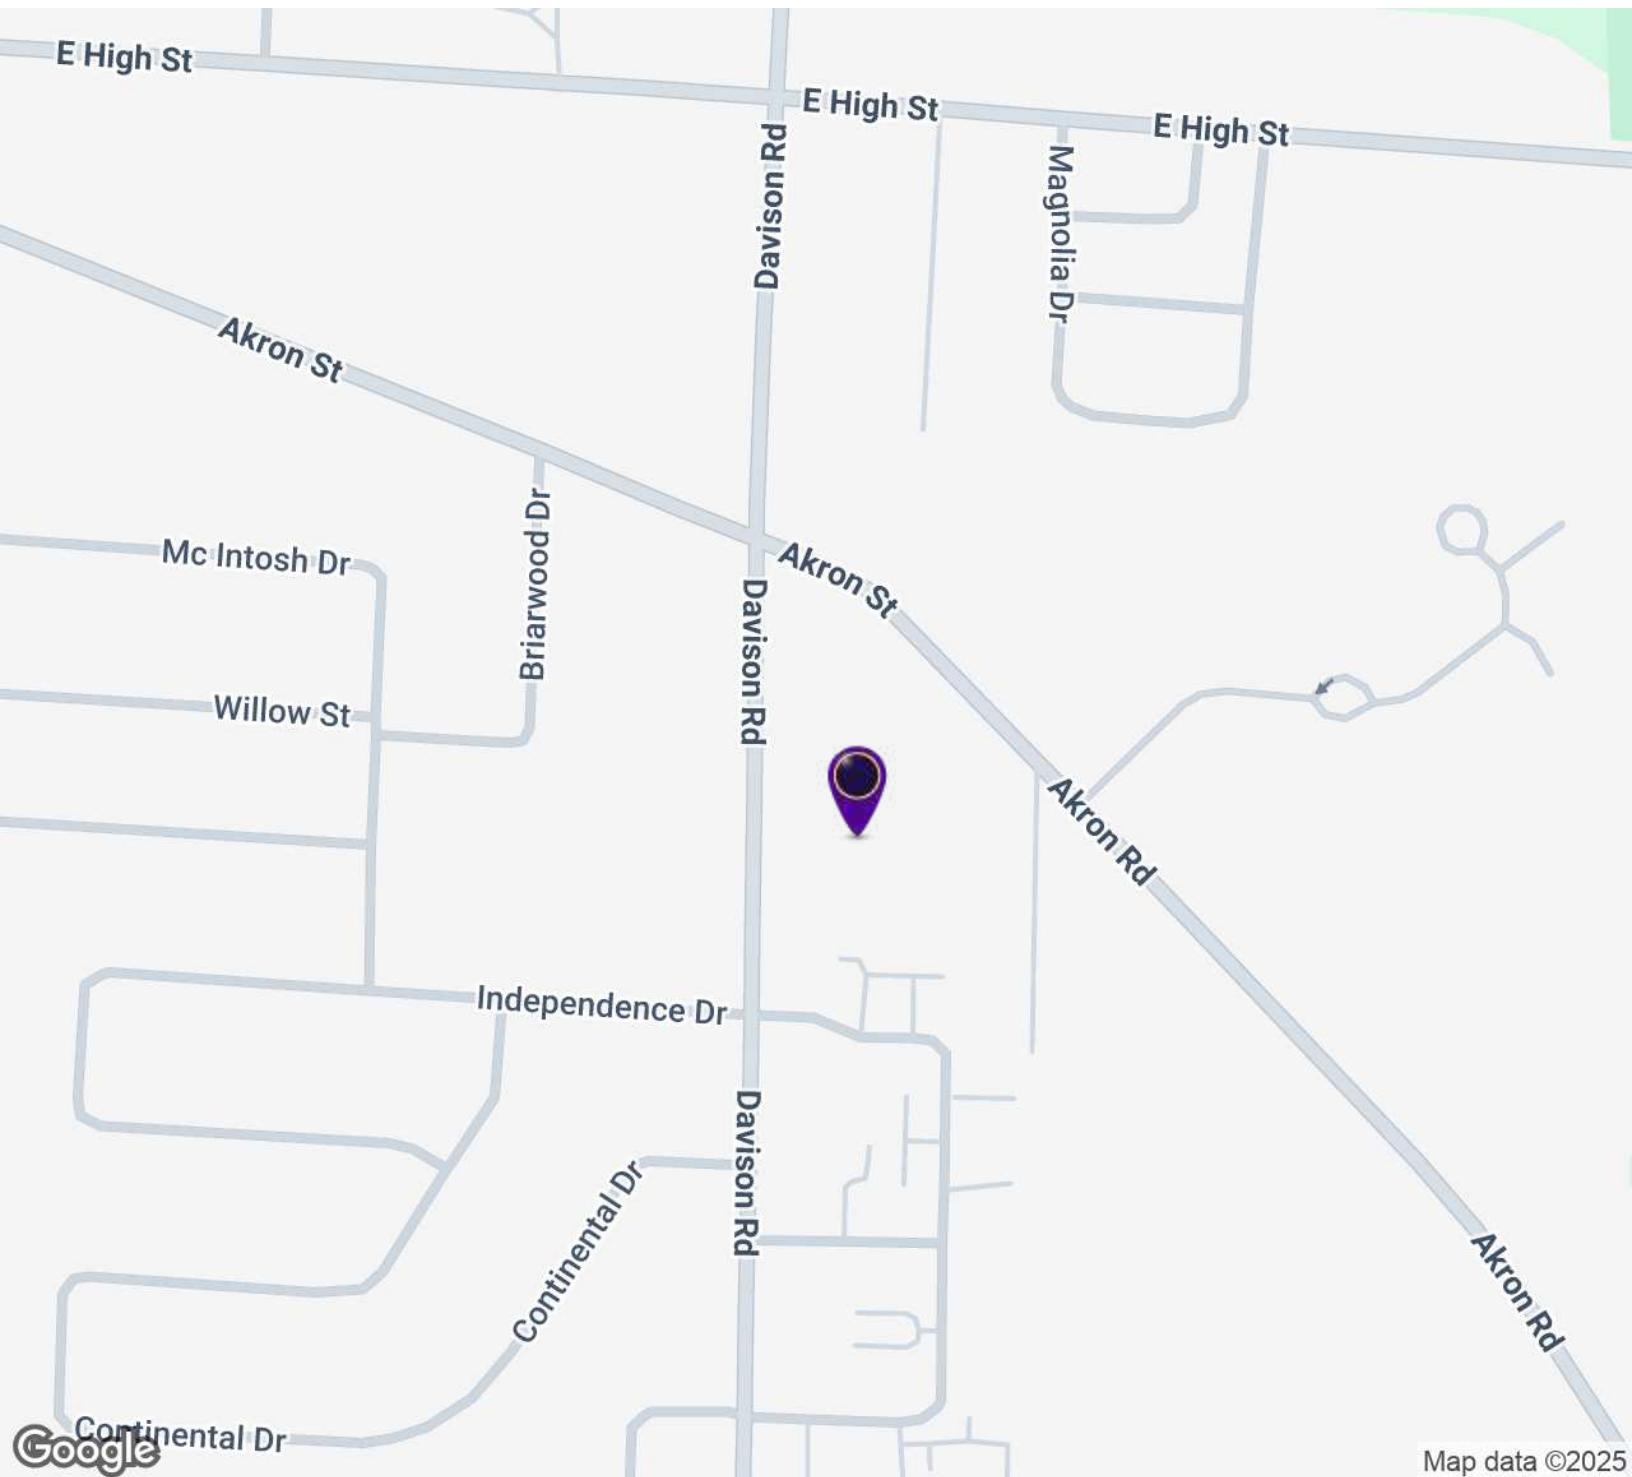 E High St
E High St
E High St
Davison Rd
Magnolia Dr
Akron St
Briarwood Dr
Mc Intosh Dr
Akron St
Davison Rd
Willow St
Akron Rd
Independence Dr
Davison Rd
Continental Dr
Akron Rd
Continental Dr
Google
Map data ©2025